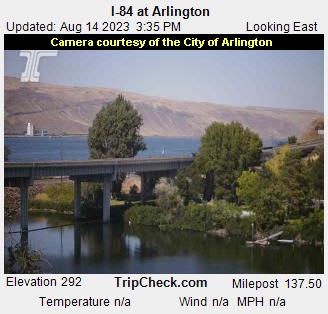 I-84 at Arlington
Updated: Aug 14 2023 3:35 PM Looking East
Camera courtesy of the City of Arlington
Elevation 292 TripCheck.com Milepost 137.50
Temperature n/a Wind n/a MPH n/a